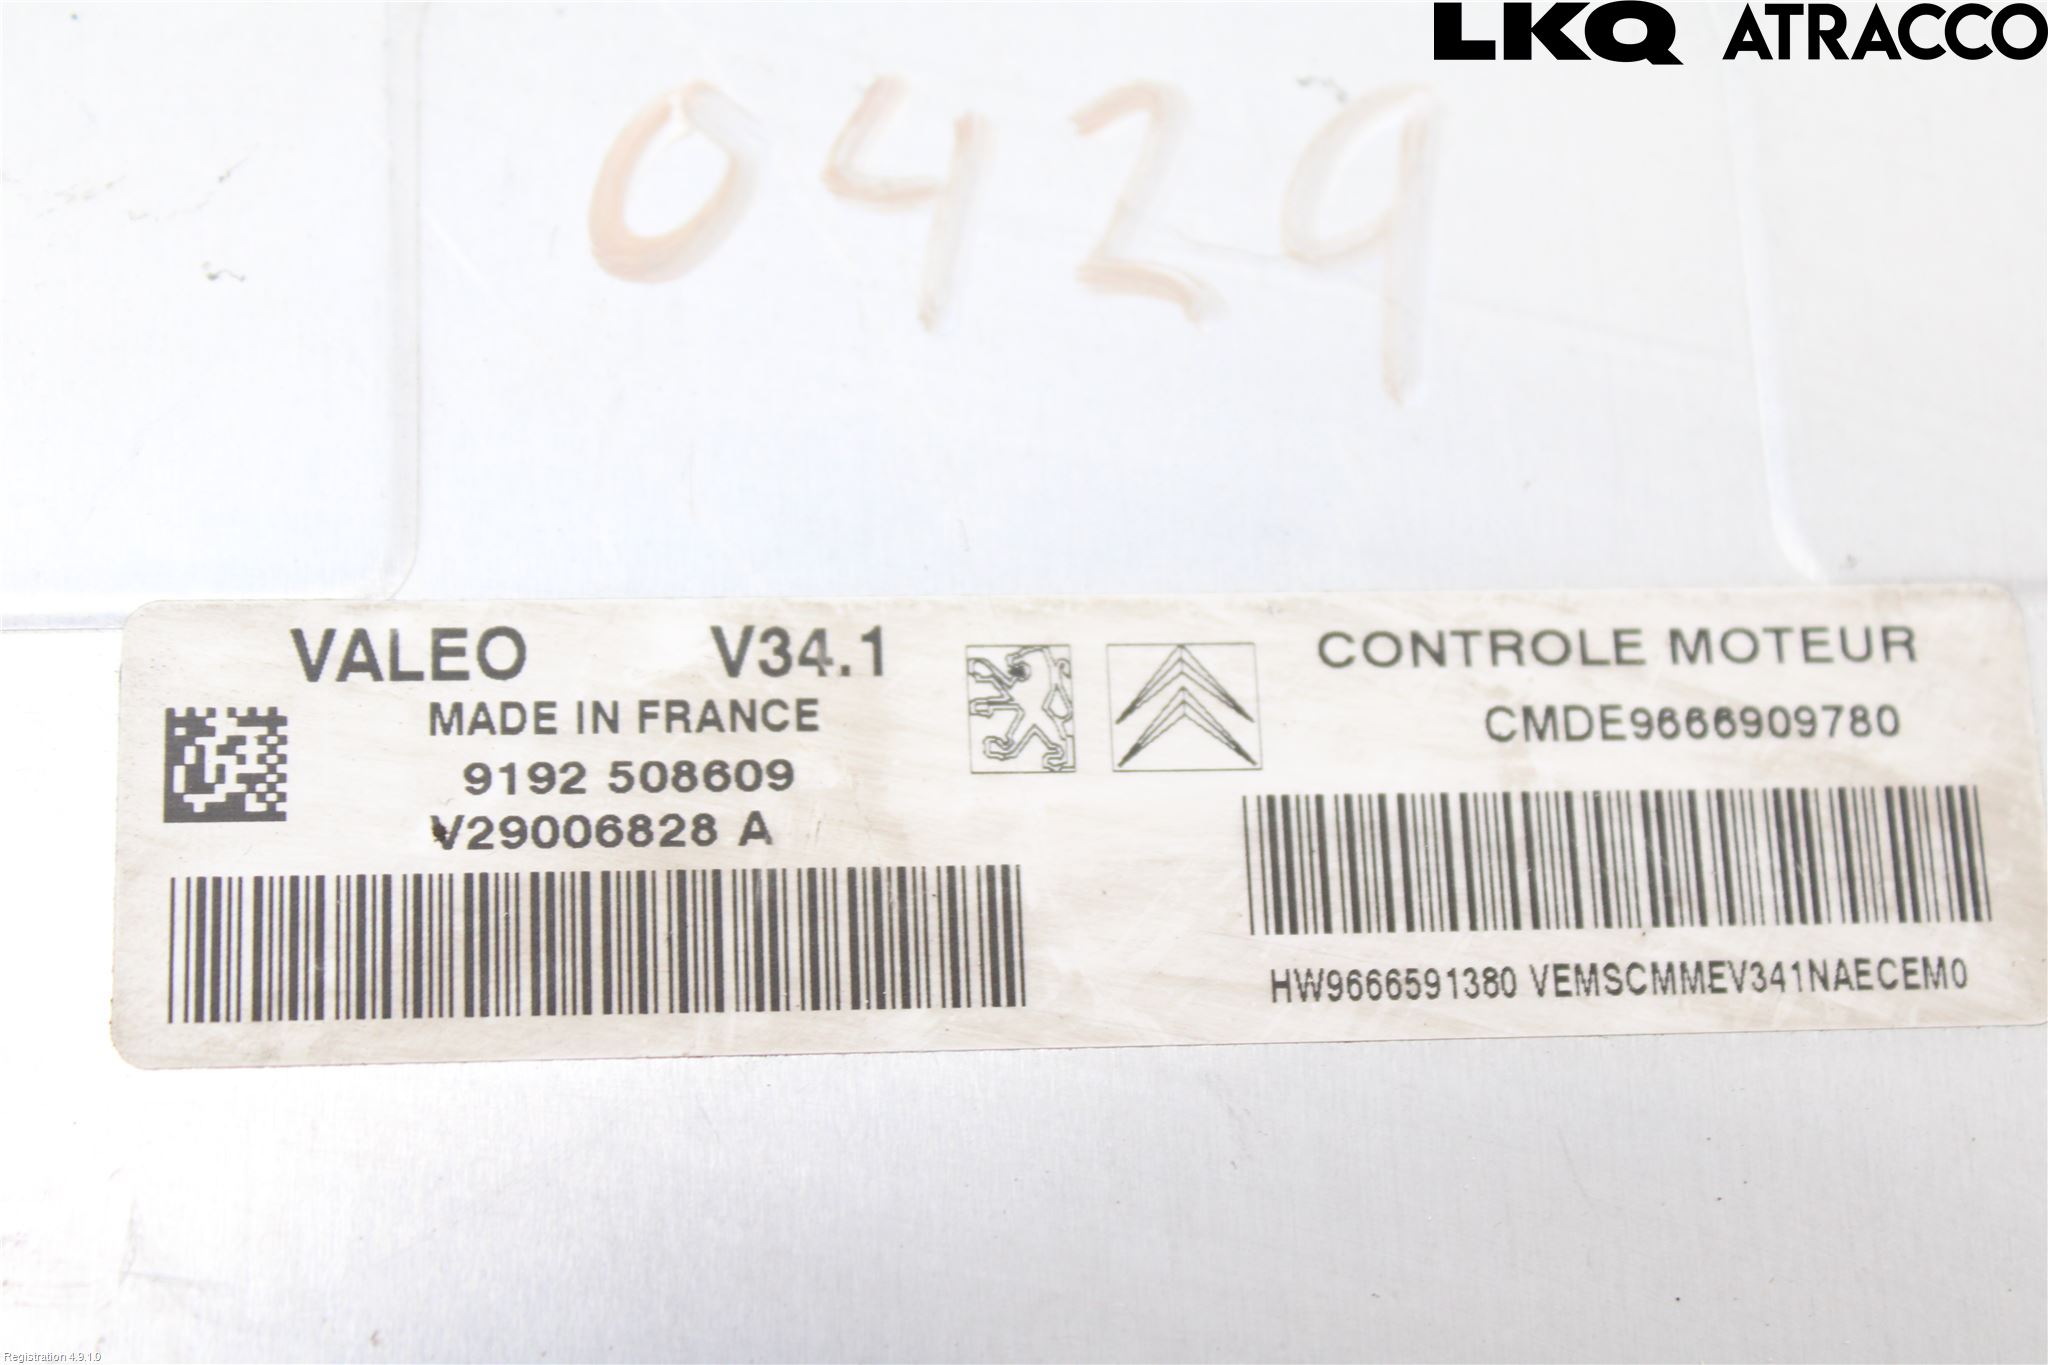 LKQ ATRACCO
0429
VALEO V34.1
MADE IN FRANCE
9192 508609
V29006828 A
CONTROLE MOTEUR
CMDE9666909780
HW9666591380 VEMSCMMEV341NAECEM0
Registration 4.9.1.0